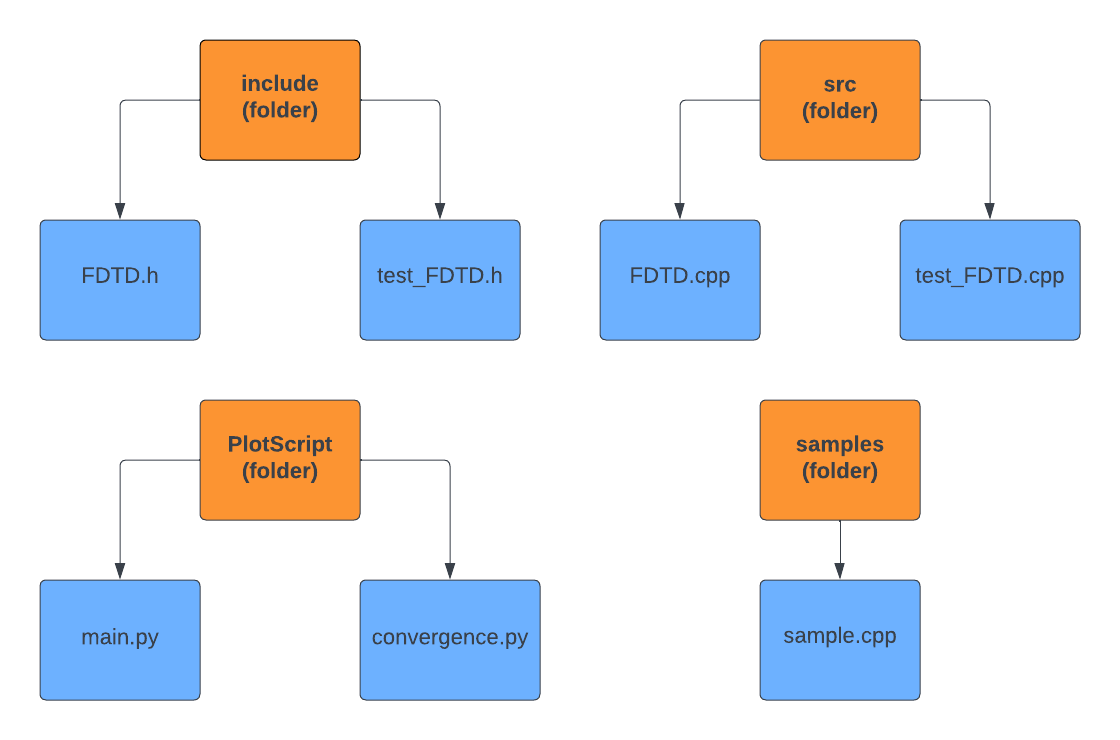 include
(folder)
src
(folder)
FDTD.h
test_FDTD.h
FDTD.cpp
test_FDTD.cpp
PlotScript
(folder)
samples
(folder)
main.py
convergence.py
sample.cpp